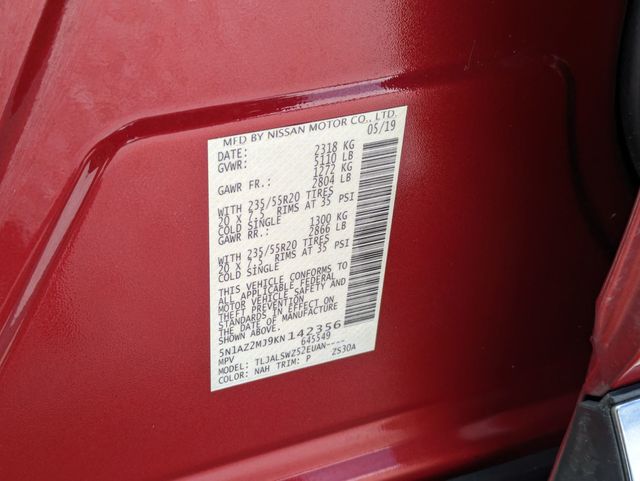 MFD BY NISSAN MOTOR CO., LTD.
DATE: 05/19
GVWR: 2318 KG
5110 LB
GAWR FR.: 1272 KG
2804 LB
WITH 235/55R20 TIRES
20 X 7.5 RIMS AT 35 PSI
COLD SINGLE
GAWR RR.: 1300 KG
2866 LB
WITH 235/55R20 TIRES
20 X 7.5 RIMS AT 35 PSI
COLD SINGLE
THIS VEHICLE CONFORMS TO
ALL APPLICABLE FEDERAL
MOTOR VEHICLE SAFETY AND
THEFT PREVENTION
STANDARDS IN EFFECT ON
THE DATE OF MANUFACTURE
SHOWN ABOVE.
5N1AZ2MJ9KN142356
MPV 645549
MODEL: TLJALSWZ52EUAN----
COLOR: NAH TRIM: P ZS30A